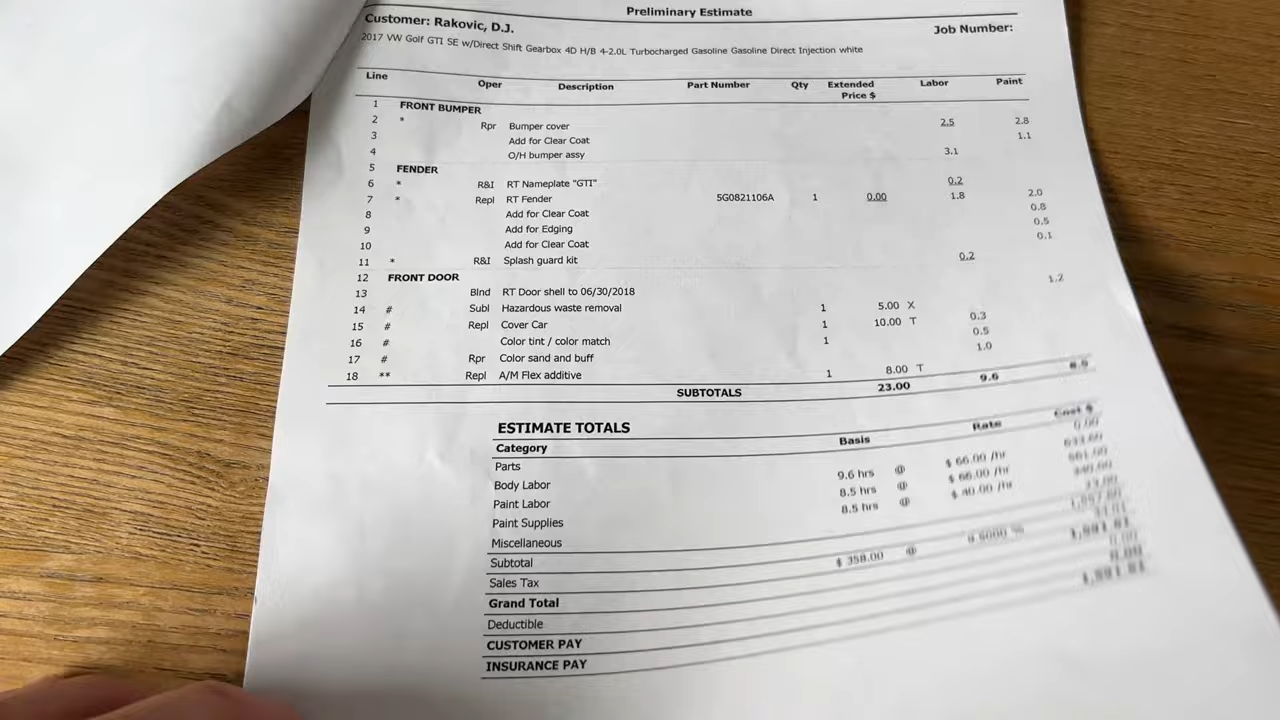 Preliminary Estimate
Customer: Rakovic, D.J.
Job Number:
2017 VW Golf GTI SE w/Direct Shift Gearbox 4D H/B 4-2.0L Turbocharged Gasoline Gasoline Direct Injection white
Line Oper Description Part Number Qty Extended Price $ Labor Paint
1 FRONT BUMPER
2 * Rpr Bumper cover 2.5 2.8
3 Add for Clear Coat 1.1
4 O/H bumper assy 3.1
5 FENDER
6 * R&I RT Nameplate "GTI" 0.2
7 * Repl RT Fender 5G0821106A 1 0.00 1.8 2.0
8 Add for Clear Coat 0.8
9 Add for Edging 0.5
10 Add for Clear Coat 0.1
11 * R&I Splash guard kit 0.2
12 FRONT DOOR
13 Blnd RT Door shell to 06/30/2018 1.2
14 # Subl Hazardous waste removal 1 5.00 X
15 # Repl Cover Car 1 10.00 T 0.3
16 # Color tint / color match 1 0.5
17 # Rpr Color sand and buff 1.0
18 ** Repl A/M Flex additive 1 8.00 T
SUBTOTALS 23.00 9.6
ESTIMATE TOTALS
Category Basis Rate Cost $
Parts 0.00
Body Labor 9.6 hrs @ $ 66.00 /hr
Paint Labor 8.5 hrs @ $ 66.00 /hr
Paint Supplies 8.5 hrs @ $ 40.00 /hr
Miscellaneous
Subtotal
Sales Tax $ 358.00 @
Grand Total
Deductible
CUSTOMER PAY
INSURANCE PAY